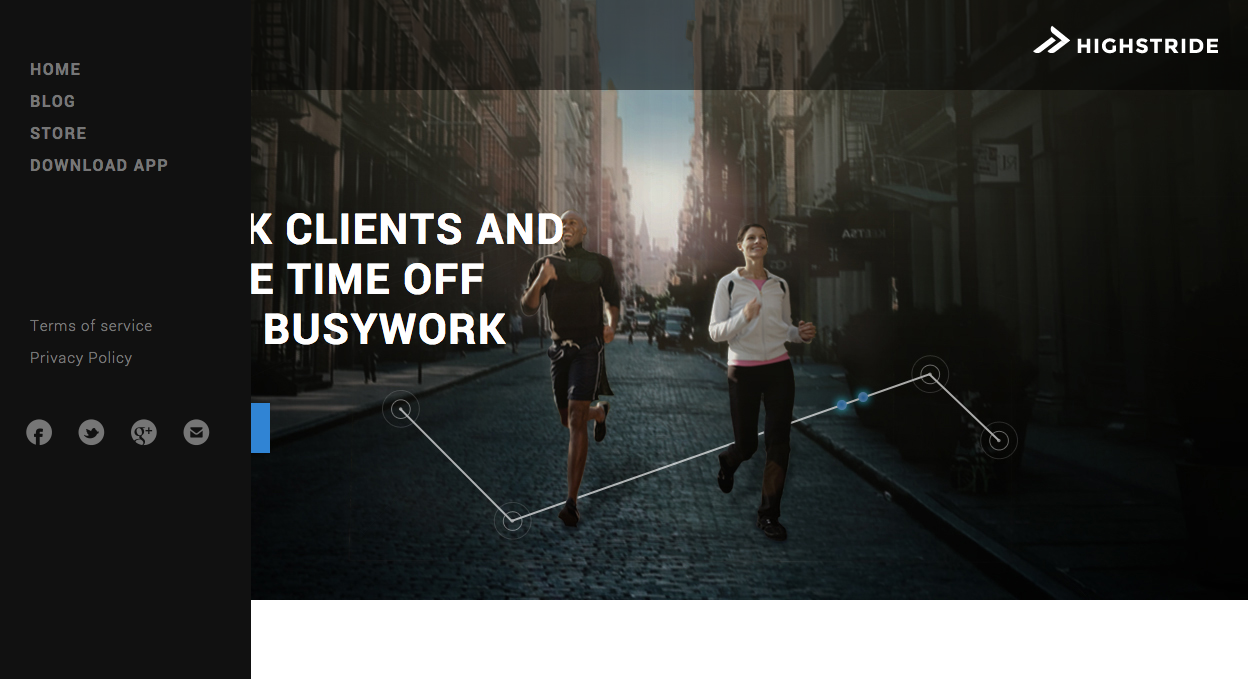 HIGHSTRIDE
HOME
BLOG
STORE
DOWNLOAD APP
K CLIENTS AND
E TIME OFF
BUSYWORK
Terms of service
Privacy Policy